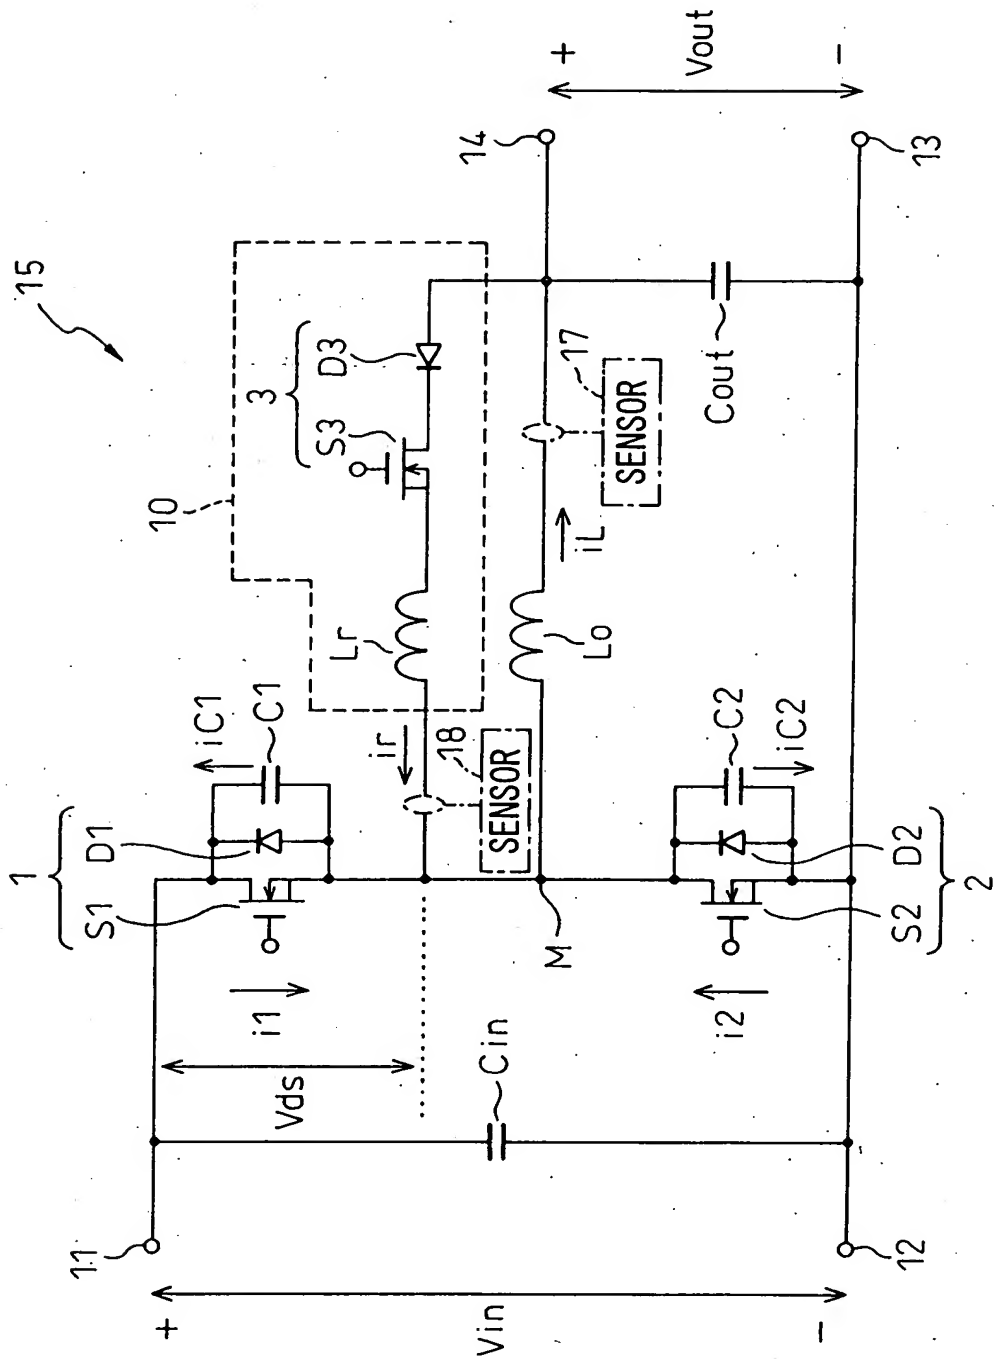 15
1
S1
D1
iC1
C1
i1
Vds
11
+
Vin
-
12
Cin
10
3
S3
D3
Lr
ir
18
SENSOR
M
Lo
iL
17
SENSOR
14
+
Vout
-
13
Cout
i2
C2
iC2
S2
D2
2